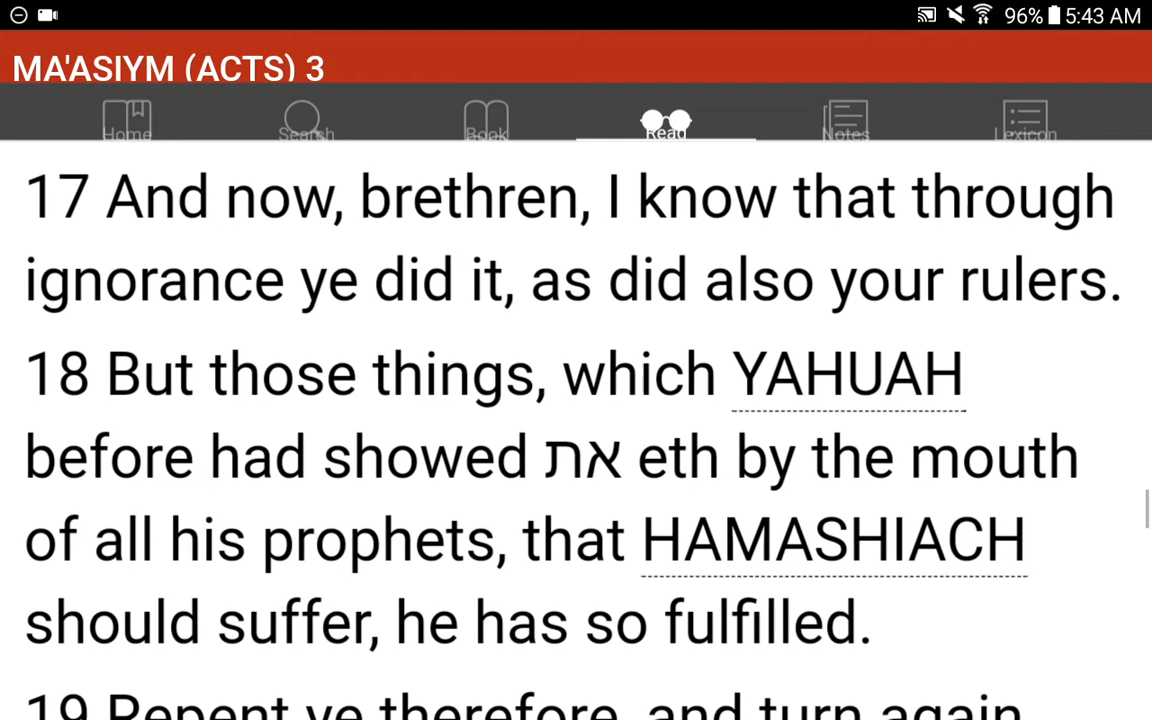 96% 5:43 AM
MA'ASIYM (ACTS) 3
Home Search Book Read Notes Lexicon
17 And now, brethren, I know that through
ignorance ye did it, as did also your rulers.
18 But those things, which YAHUAH
before had showed את eth by the mouth
of all his prophets, that HAMASHIACH
should suffer, he has so fulfilled.
19 Repent ye therefore, and turn again